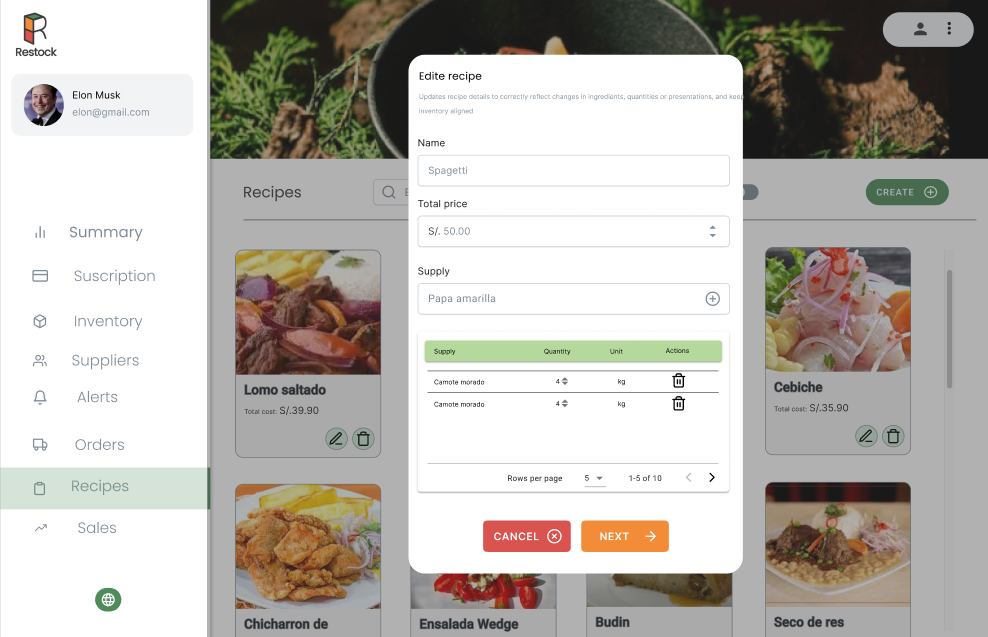 Restock
Elon Musk
elon@gmail.com
Summary
Suscription
Inventory
Suppliers
Alerts
Orders
Recipes
Sales
Recipes
CREATE
Lomo saltado
Total cost: S/.39.90
Cebiche
Total cost: S/.35.90
Chicharron de
Ensalada Wedge
Budin
Seco de res
Edite recipe
Updates recipe details to correctly reflect changes in ingredients, quantities or presentations, and keep
inventory aligned
Name
Spagetti
Total price
S/. 50.00
Supply
Papa amarilla
Supply Quantity Unit Actions
Camote morado 4 kg
Camote morado 4 kg
Rows per page 5 1-5 of 10
CANCEL NEXT